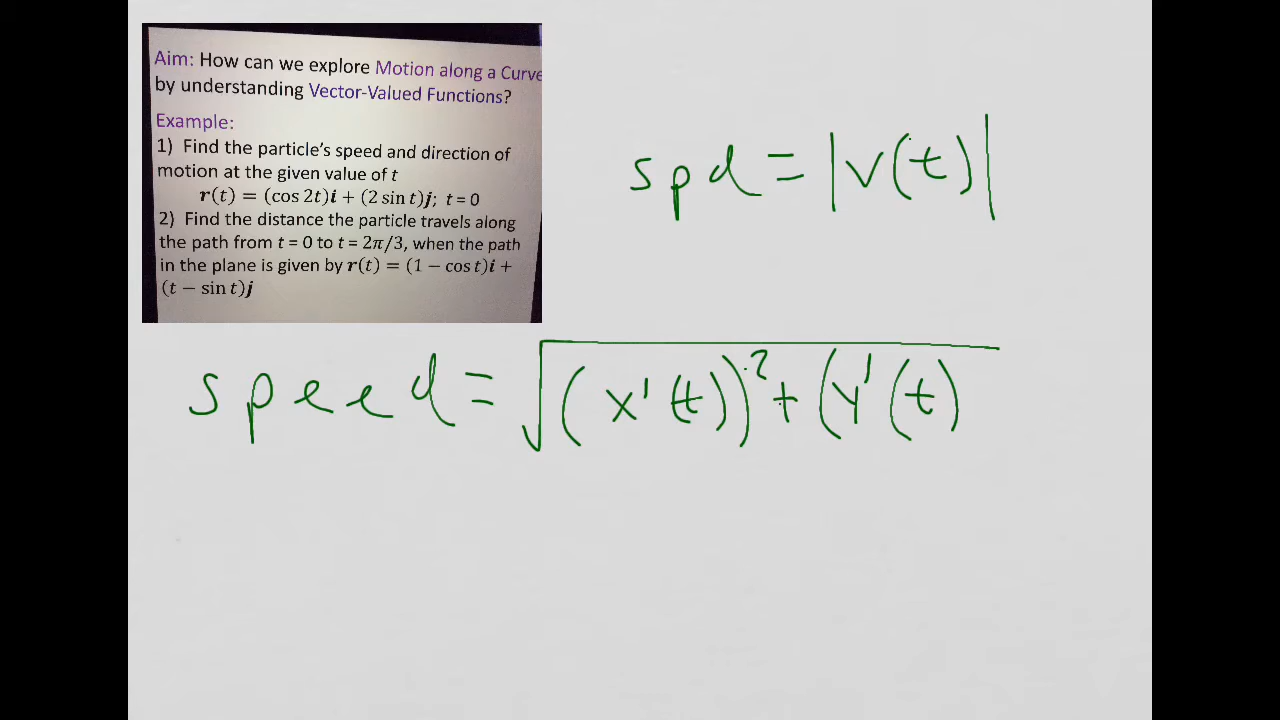 Aim: How can we explore Motion along a Curve
by understanding Vector-Valued Functions?
Example:
1) Find the particle's speed and direction of
motion at the given value of t
r(t) = (cos 2t)i + (2 sin t)j; t = 0
2) Find the distance the particle travels along
the path from t = 0 to t = 2π/3, when the path
in the plane is given by r(t) = (1 − cos t)i +
(t − sin t)j
spd = |v(t)|
speed = √(x'(t))² + (y'(t)